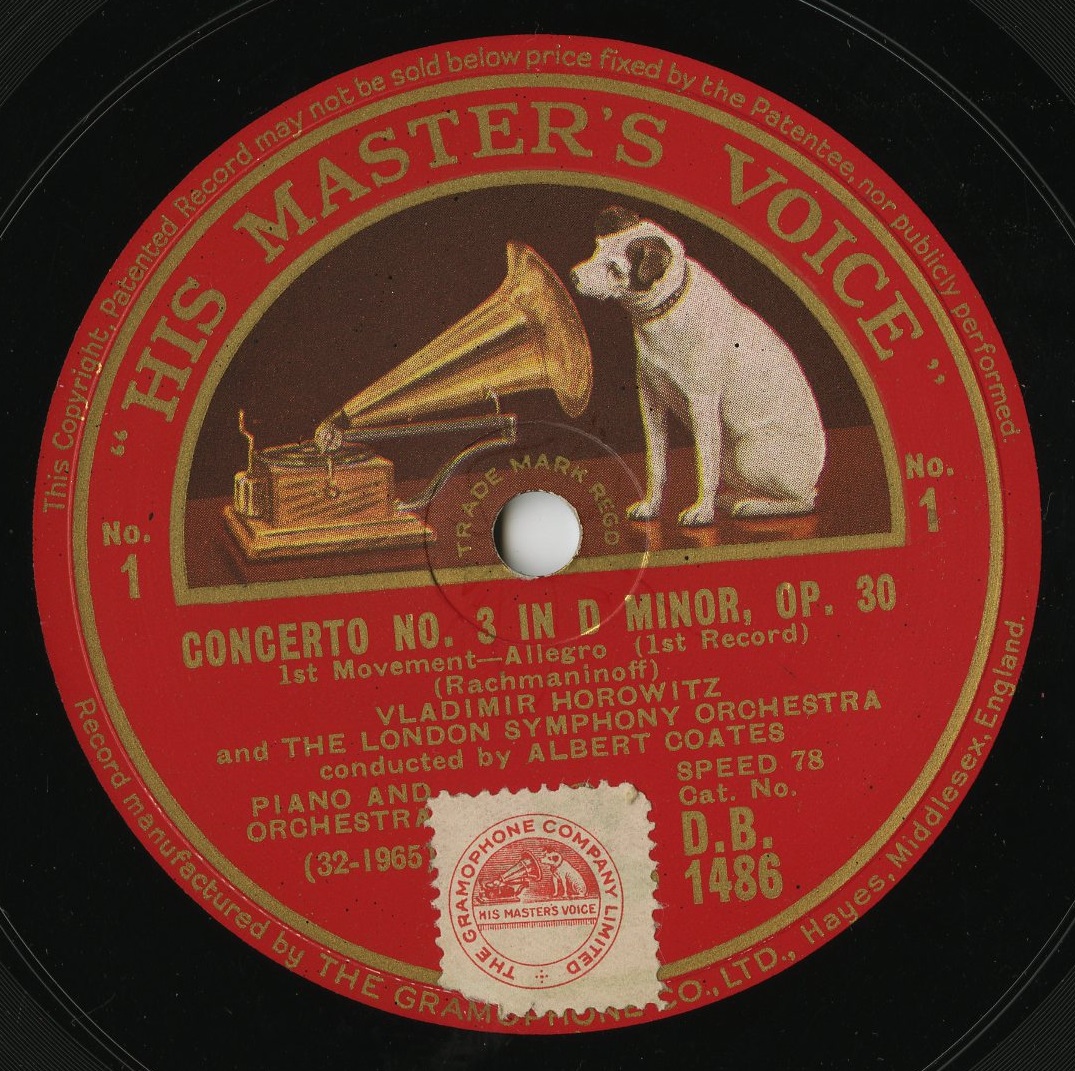 This Copyright, Patented Record may not be sold below price fixed by the Patentee, nor publicly performed.
“HIS MASTER'S VOICE”
TRADE MARK REGD
No. 1
No. 1
CONCERTO NO. 3 IN D MINOR, OP. 30
1st Movement—Allegro (1st Record)
(Rachmaninoff)
VLADIMIR HOROWITZ
and THE LONDON SYMPHONY ORCHESTRA
conducted by ALBERT COATES
PIANO AND
ORCHESTRA
(32-1965
SPEED 78
Cat. No.
D.B.
1486
THE GRAMOPHONE COMPANY LIMITED
HIS MASTER'S VOICE
Record manufactured by THE GRAMOPHONE CO., LTD., Hayes, Middlesex, England.